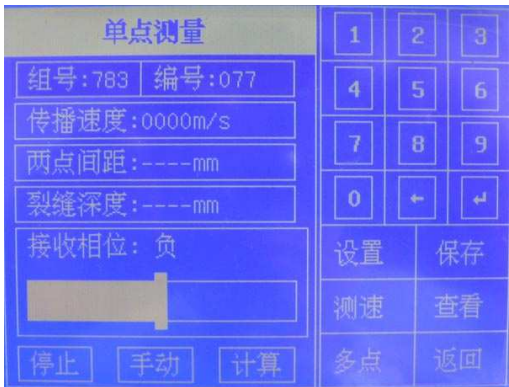 单点测量
组号:783 编号:077
传播速度:0000m/s
两点间距:----mm
裂缝深度:----mm
接收相位: 负
停止 手动 计算
1 2 3
4 5 6
7 8 9
0 ← ↵
设置 保存
测速 查看
多点 返回